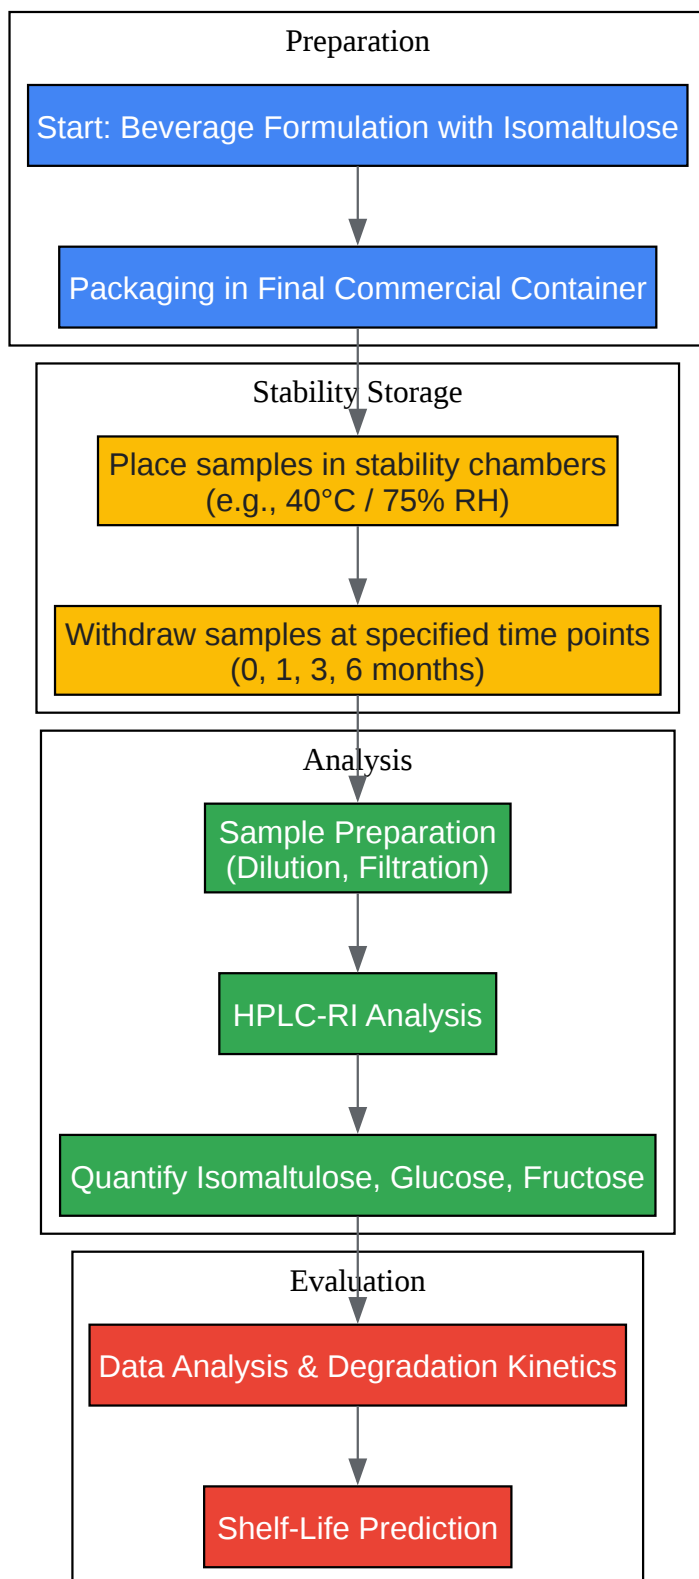 Preparation
Start: Beverage Formulation with Isomaltulose
Packaging in Final Commercial Container
Stability Storage
Place samples in stability chambers
(e.g., 40°C / 75% RH)
Withdraw samples at specified time points
(0, 1, 3, 6 months)
Analysis
Sample Preparation
(Dilution, Filtration)
HPLC-RI Analysis
Quantify Isomaltulose, Glucose, Fructose
Evaluation
Data Analysis & Degradation Kinetics
Shelf-Life Prediction